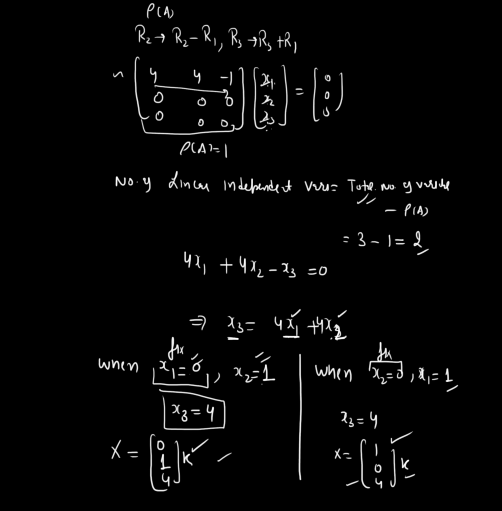 ρ(A)
R₂ → R₂ - R₁, R₃ → R₃ + R₁
~ [4 4 -1; 0 0 0; 0 0 0] [x₁; x₂; x₃] = [0; 0; 0]
ρ(A) = 1
No. of Linear independent = Total no. of
- ρ(A)
= 3 - 1 = 2
4x₁ + 4x₂ - x₃ = 0
⇒ x₃ = 4x₁ + 4x₂
fix
when x₁ = 0, x₂ = 1
x₃ = 4
X = [0; 1; 4] k
fix
when x₂ = 0, x₁ = 1
x₃ = 4
X = [1; 0; 4] k